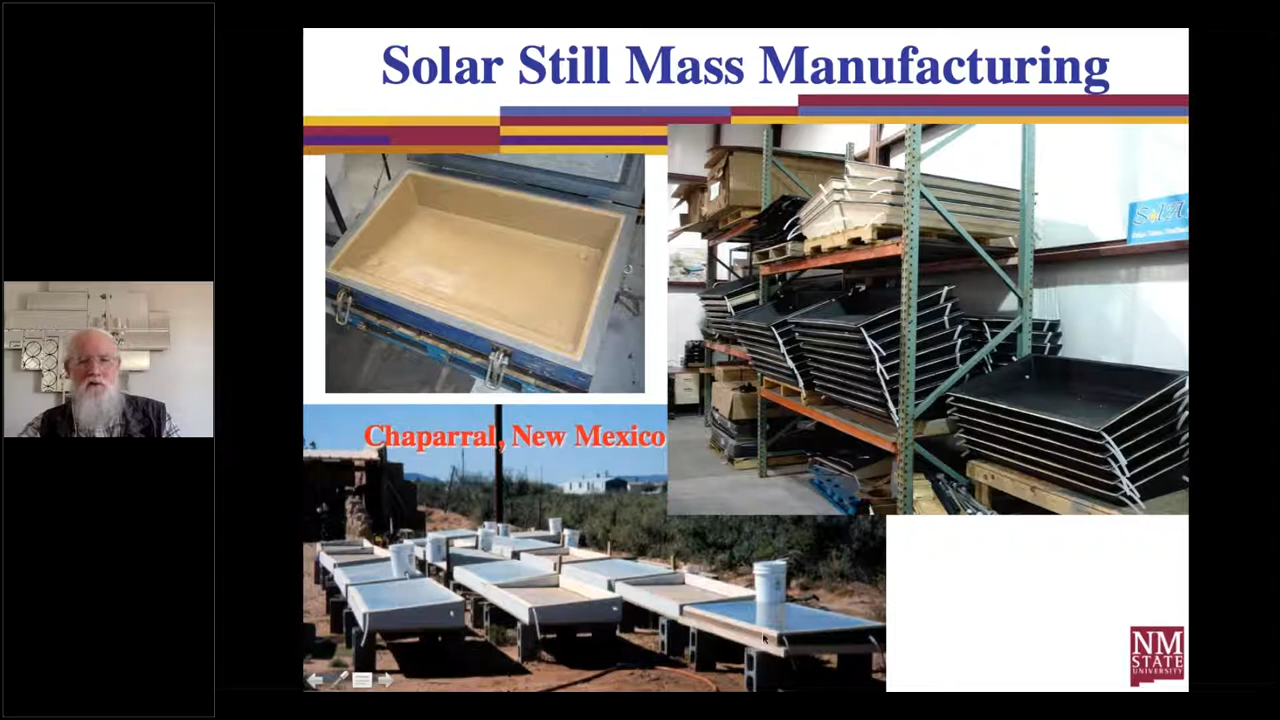 Solar Still Mass Manufacturing
Chaparral, New Mexico
NM
STATE
UNIVERSITY